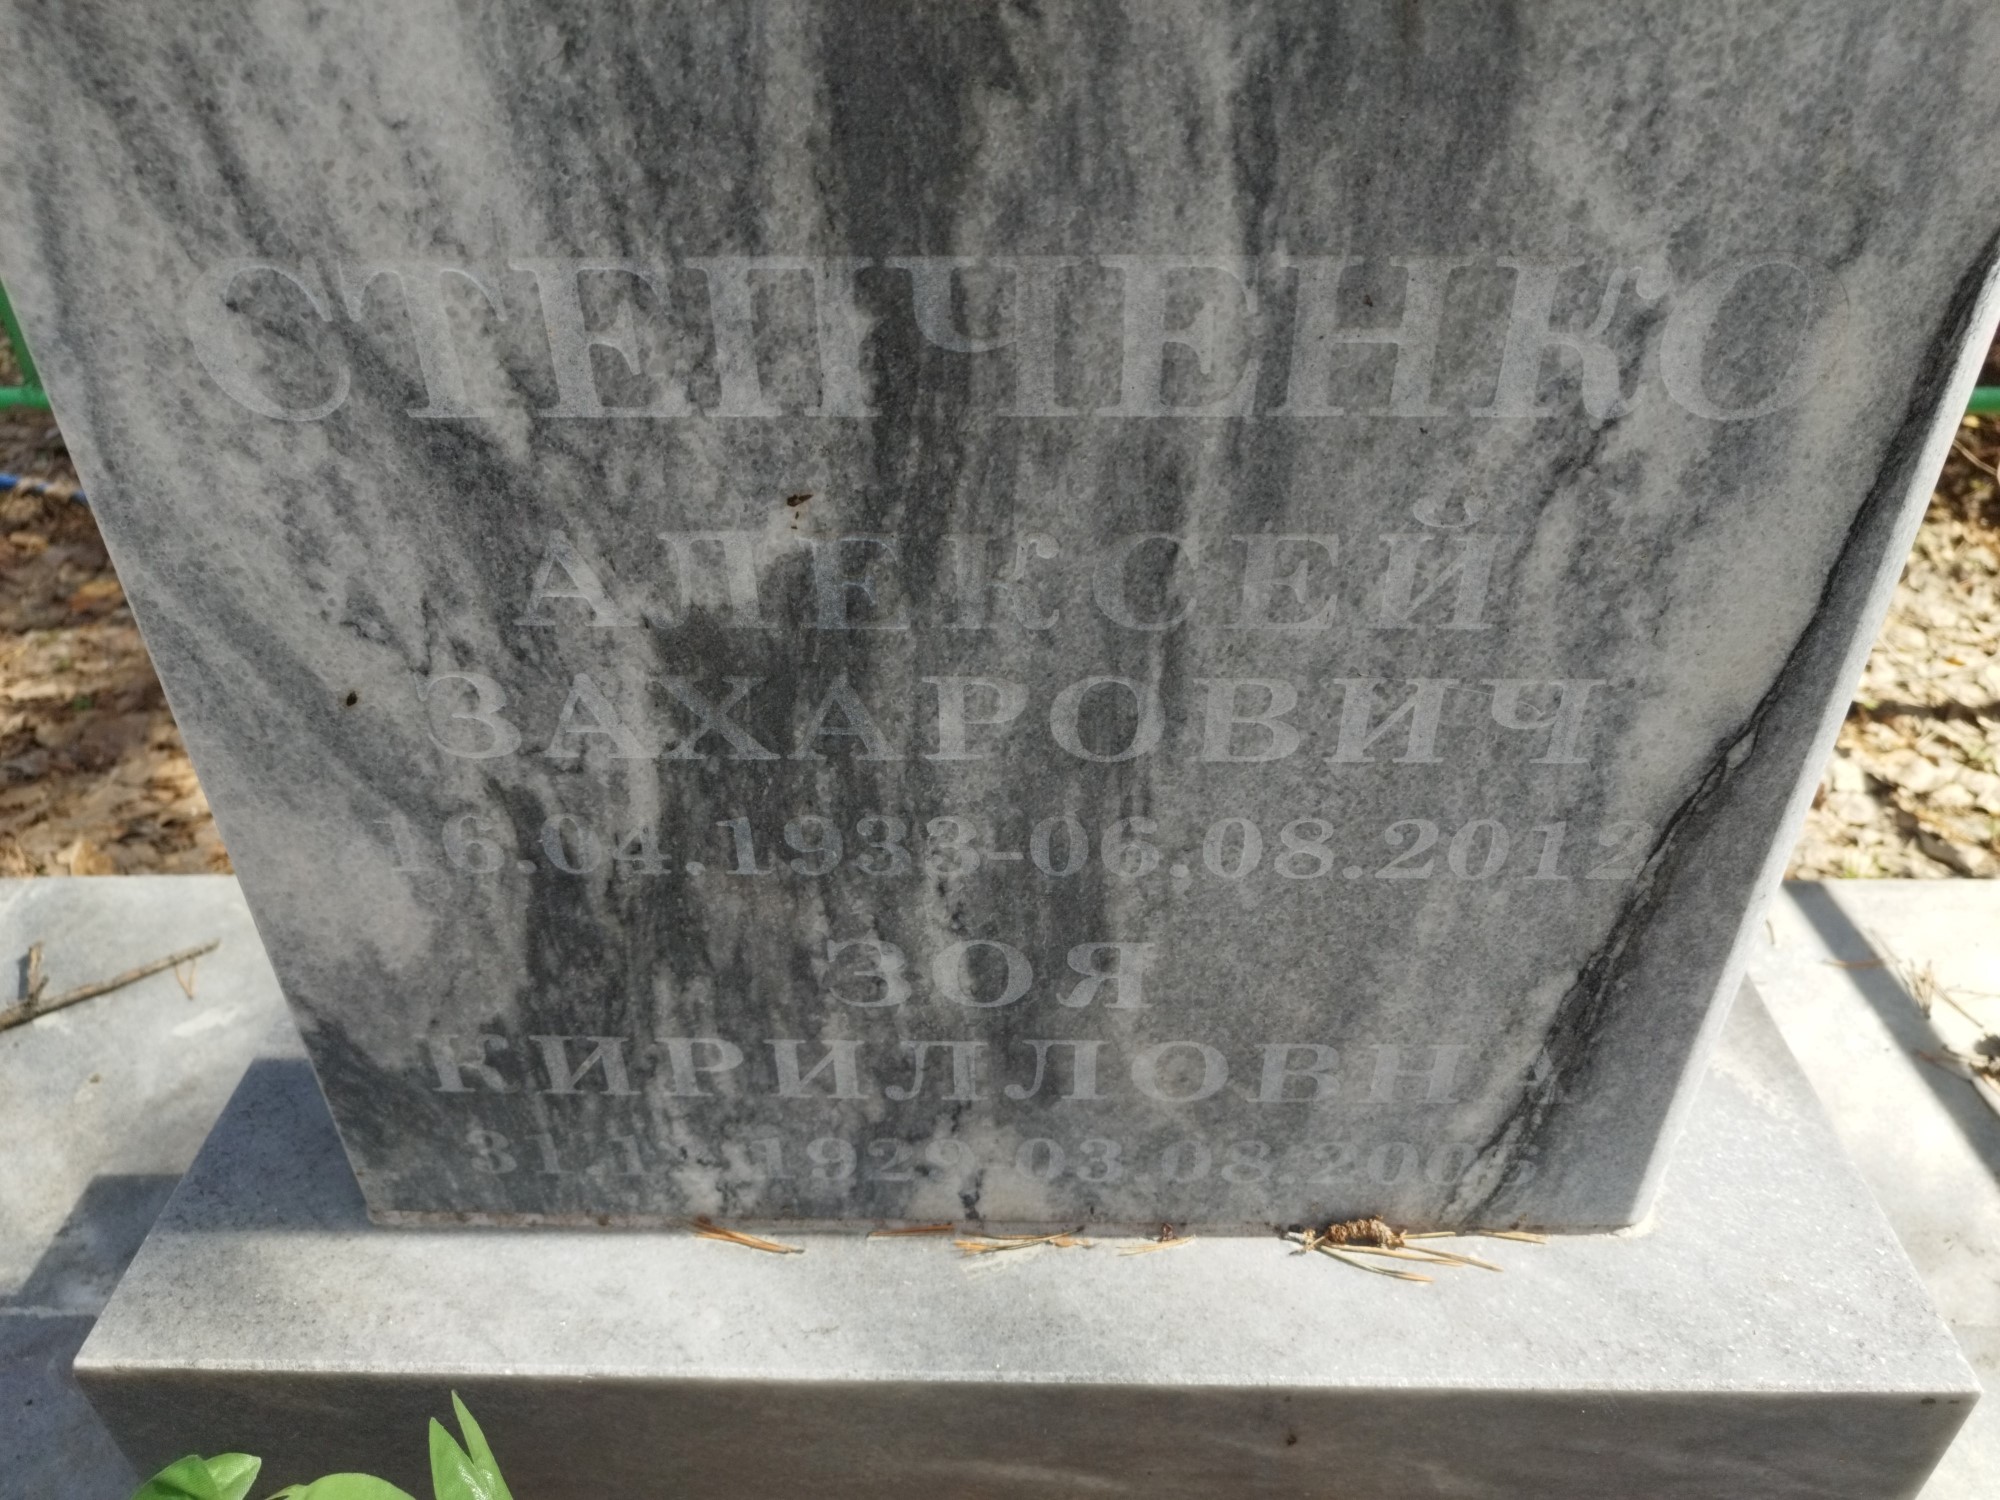 СТЕПЧЕНКО
АЛЕКСЕЙ
ЗАХАРОВИЧ
16.04.1933-06.08.2012
ЗОЯ
КИРИЛЛОВНА